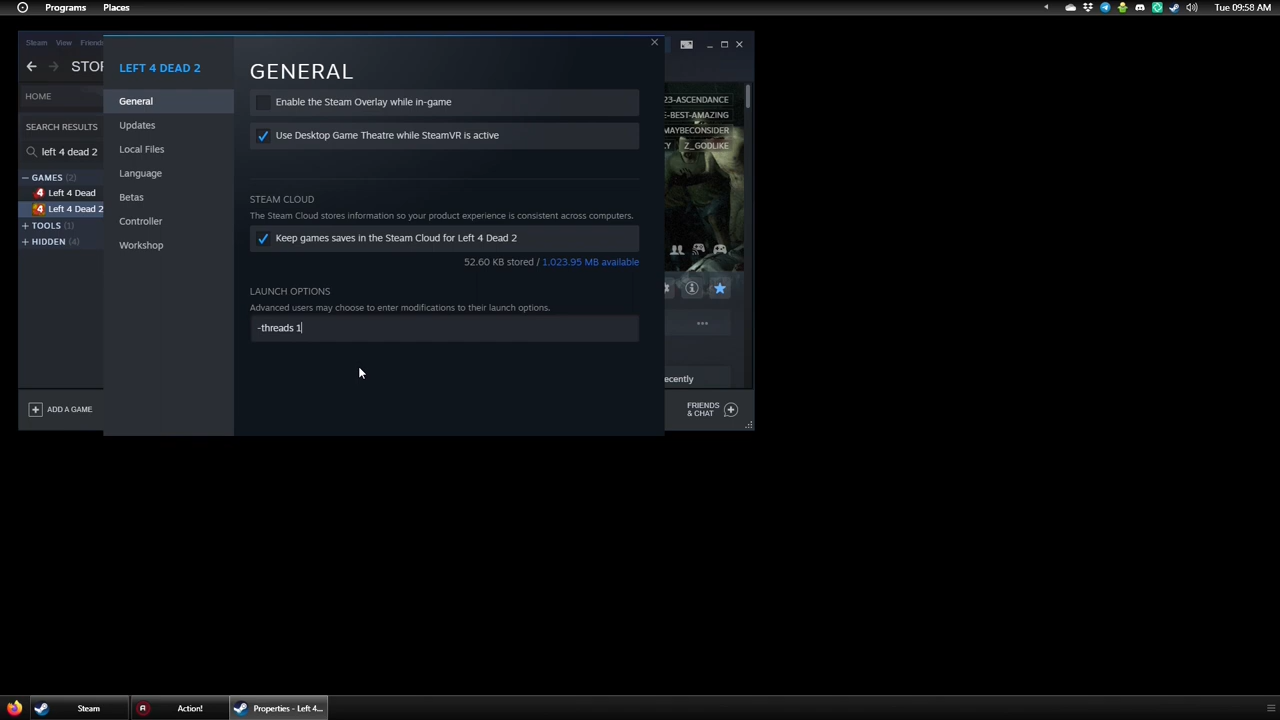 Programs Places
Tue 09:58 AM
Steam View Friends
LEFT 4 DEAD 2
General
Updates
Local Files
Language
Betas
Controller
Workshop
GENERAL
Enable the Steam Overlay while in-game
Use Desktop Game Theatre while SteamVR is active
STEAM CLOUD
The Steam Cloud stores information so your product experience is consistent across computers.
Keep games saves in the Steam Cloud for Left 4 Dead 2
52.60 KB stored / 1,023.95 MB available
LAUNCH OPTIONS
Advanced users may choose to enter modifications to their launch options.
-threads 1
HOME
SEARCH RESULTS
left 4 dead 2
GAMES (2)
Left 4 Dead
Left 4 Dead 2
TOOLS (1)
HIDDEN (4)
ADD A GAME
23-ASCENDANCE
E-BEST-AMAZING
MAYBECONSIDER
Z_GODLIKE
FRIENDS
& CHAT
Steam
Action!
Properties - Left 4...